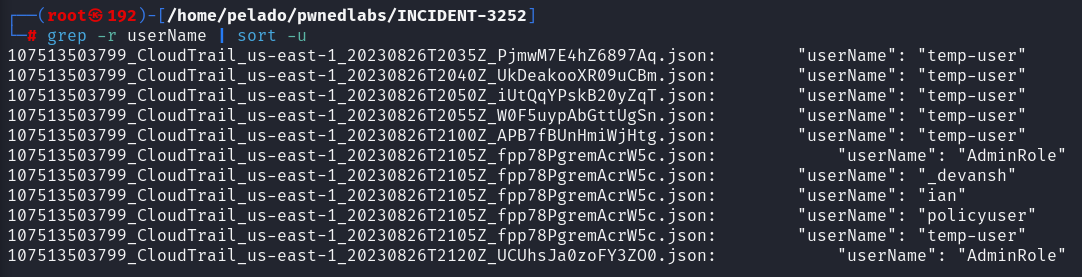 ┌──(root㉿192)-[/home/pelado/pwnedlabs/INCIDENT-3252]
└─# grep -r userName | sort -u
107513503799_CloudTrail_us-east-1_20230826T2035Z_PjmwM7E4hZ6897Aq.json:        "userName": "temp-user"
107513503799_CloudTrail_us-east-1_20230826T2040Z_UkDeakooXR09uCBm.json:        "userName": "temp-user"
107513503799_CloudTrail_us-east-1_20230826T2050Z_iUtQqYPskB20yZqT.json:        "userName": "temp-user"
107513503799_CloudTrail_us-east-1_20230826T2055Z_W0F5uypAbGttUgSn.json:        "userName": "temp-user"
107513503799_CloudTrail_us-east-1_20230826T2100Z_APB7fBUnHmiWjHtg.json:        "userName": "temp-user"
107513503799_CloudTrail_us-east-1_20230826T2105Z_fpp78PgremAcrW5c.json:            "userName": "AdminRole"
107513503799_CloudTrail_us-east-1_20230826T2105Z_fpp78PgremAcrW5c.json:        "userName": "_devansh"
107513503799_CloudTrail_us-east-1_20230826T2105Z_fpp78PgremAcrW5c.json:        "userName": "ian"
107513503799_CloudTrail_us-east-1_20230826T2105Z_fpp78PgremAcrW5c.json:        "userName": "policyuser"
107513503799_CloudTrail_us-east-1_20230826T2105Z_fpp78PgremAcrW5c.json:        "userName": "temp-user"
107513503799_CloudTrail_us-east-1_20230826T2120Z_UCUhsJa0zoFY3ZO0.json:            "userName": "AdminRole"